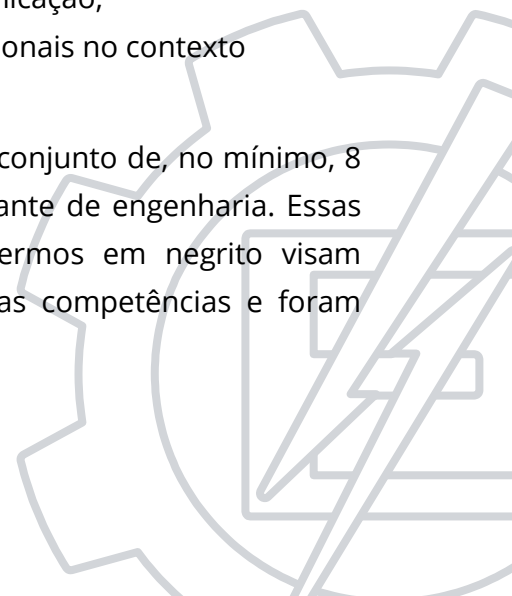 nicação;
onais no contexto
conjunto de, no mínimo, 8
ante de engenharia. Essas
ermos em negrito visam
as competências e foram